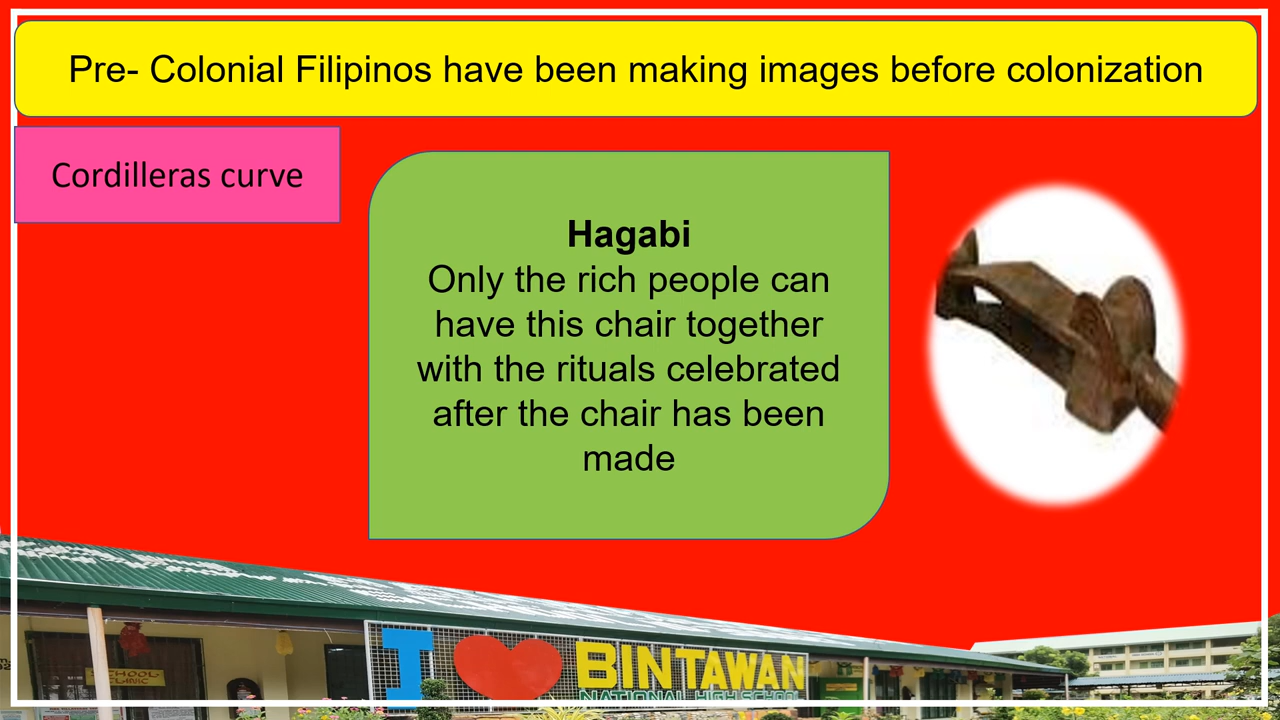 Pre- Colonial Filipinos have been making images before colonization
Cordilleras curve
Hagabi
Only the rich people can
have this chair together
with the rituals celebrated
after the chair has been
made
I
BINTAWAN
NATIONAL HIGH SCHOOL
SCHOOL
CLINIC